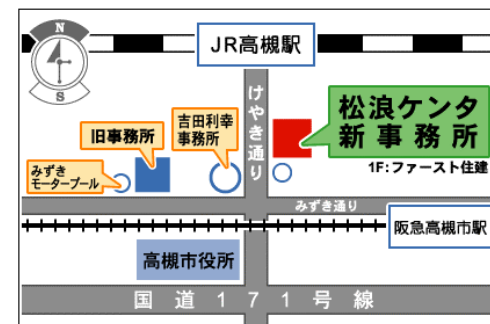 N
S
JR高槻駅
けやき通り
松浪ケンタ
新事務所
1F:ファースト住建
吉田利幸
事務所
旧事務所
みずき
モータープール
みずき通り
阪急高槻市駅
高槻市役所
国道171号線